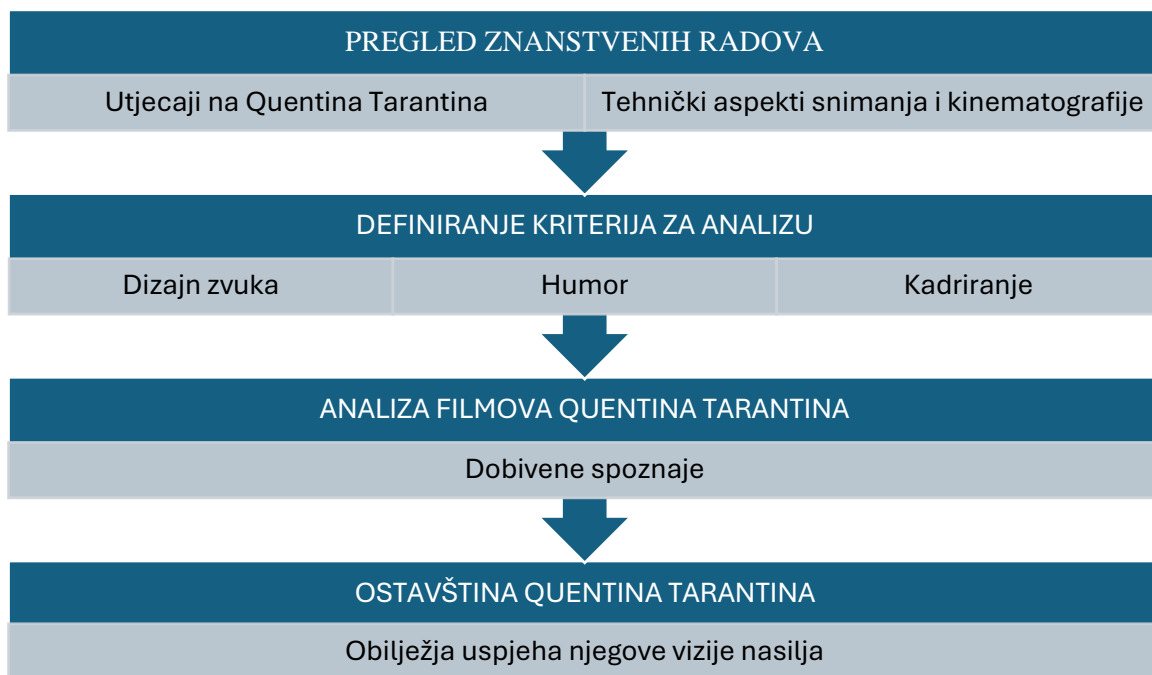 PREGLED ZNANSTVENIH RADOVA
Utjecaji na Quentina Tarantina
Tehnički aspekti snimanja i kinematografije
DEFINIRANJE KRITERIJA ZA ANALIZU
Dizajn zvuka
Humor
Kadriranje
ANALIZA FILMOVA QUENTINA TARANTINA
Dobivene spoznaje
OSTAVŠTINA QUENTINA TARANTINA
Obilježja uspjeha njegove vizije nasilja